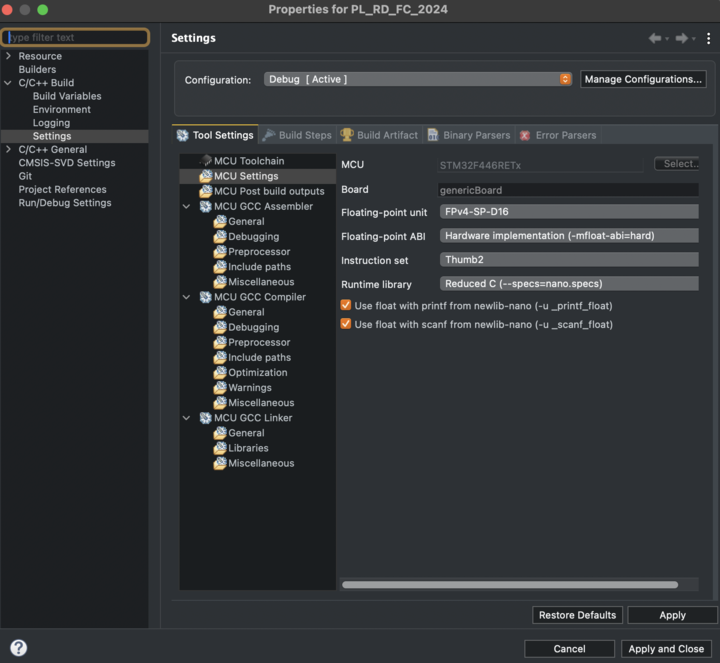 Properties for PL_RD_FC_2024
type filter text
Resource
Builders
C/C++ Build
Build Variables
Environment
Logging
Settings
C/C++ General
CMSIS-SVD Settings
Git
Project References
Run/Debug Settings
Settings
Configuration: Debug [ Active ] Manage Configurations...
Tool Settings Build Steps Build Artifact Binary Parsers Error Parsers
MCU Toolchain
MCU Settings
MCU Post build outputs
MCU GCC Assembler
General
Debugging
Preprocessor
Include paths
Miscellaneous
MCU GCC Compiler
General
Debugging
Preprocessor
Include paths
Optimization
Warnings
Miscellaneous
MCU GCC Linker
General
Libraries
Miscellaneous
MCU STM32F446RETx Select..
Board genericBoard
Floating-point unit FPv4-SP-D16
Floating-point ABI Hardware implementation (-mfloat-abi=hard)
Instruction set Thumb2
Runtime library Reduced C (--specs=nano.specs)
Use float with printf from newlib-nano (-u _printf_float)
Use float with scanf from newlib-nano (-u _scanf_float)
Restore Defaults Apply
? Cancel Apply and Close